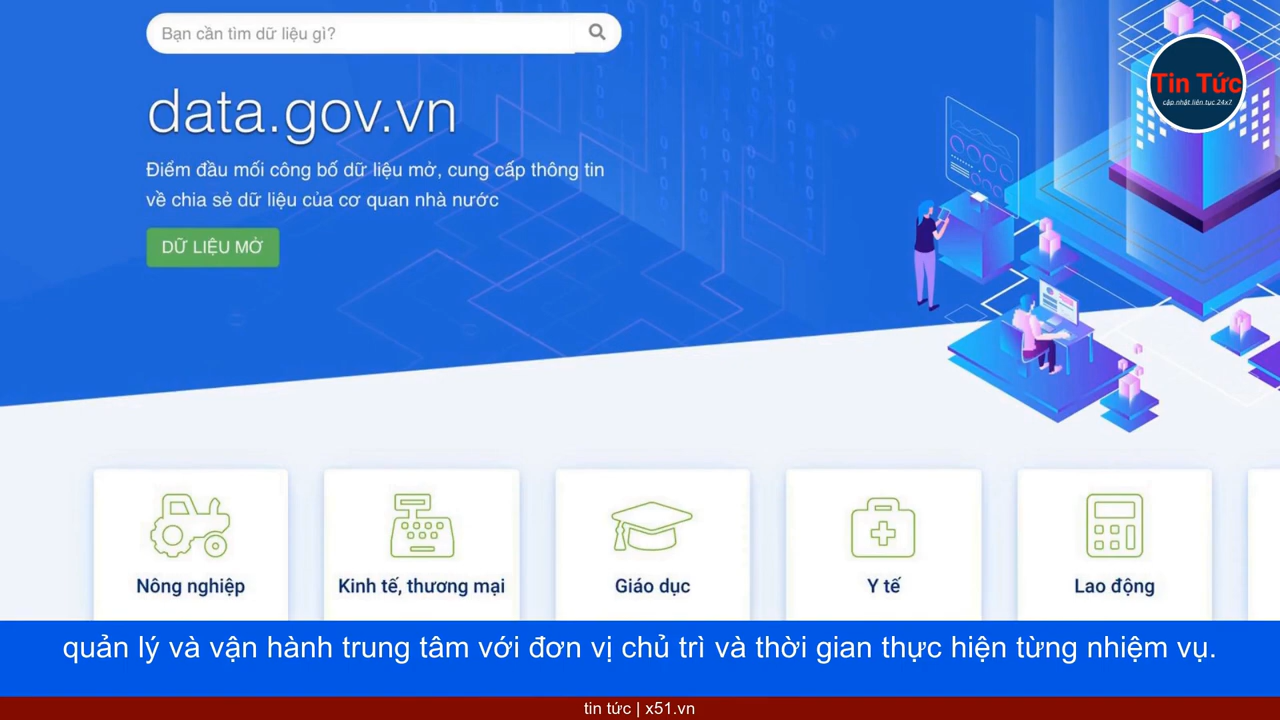 Bạn cần tìm dữ liệu gì?
data.gov.vn
Điểm đầu mối công bố dữ liệu mở, cung cấp thông tin
về chia sẻ dữ liệu của cơ quan nhà nước
DỮ LIỆU MỞ
Tin Tức
cập nhật liên tục 24x7
Nông nghiệp
Kinh tế, thương mại
Giáo dục
Y tế
Lao động
quản lý và vận hành trung tâm với đơn vị chủ trì và thời gian thực hiện từng nhiệm vụ.
tin tức | x51.vn